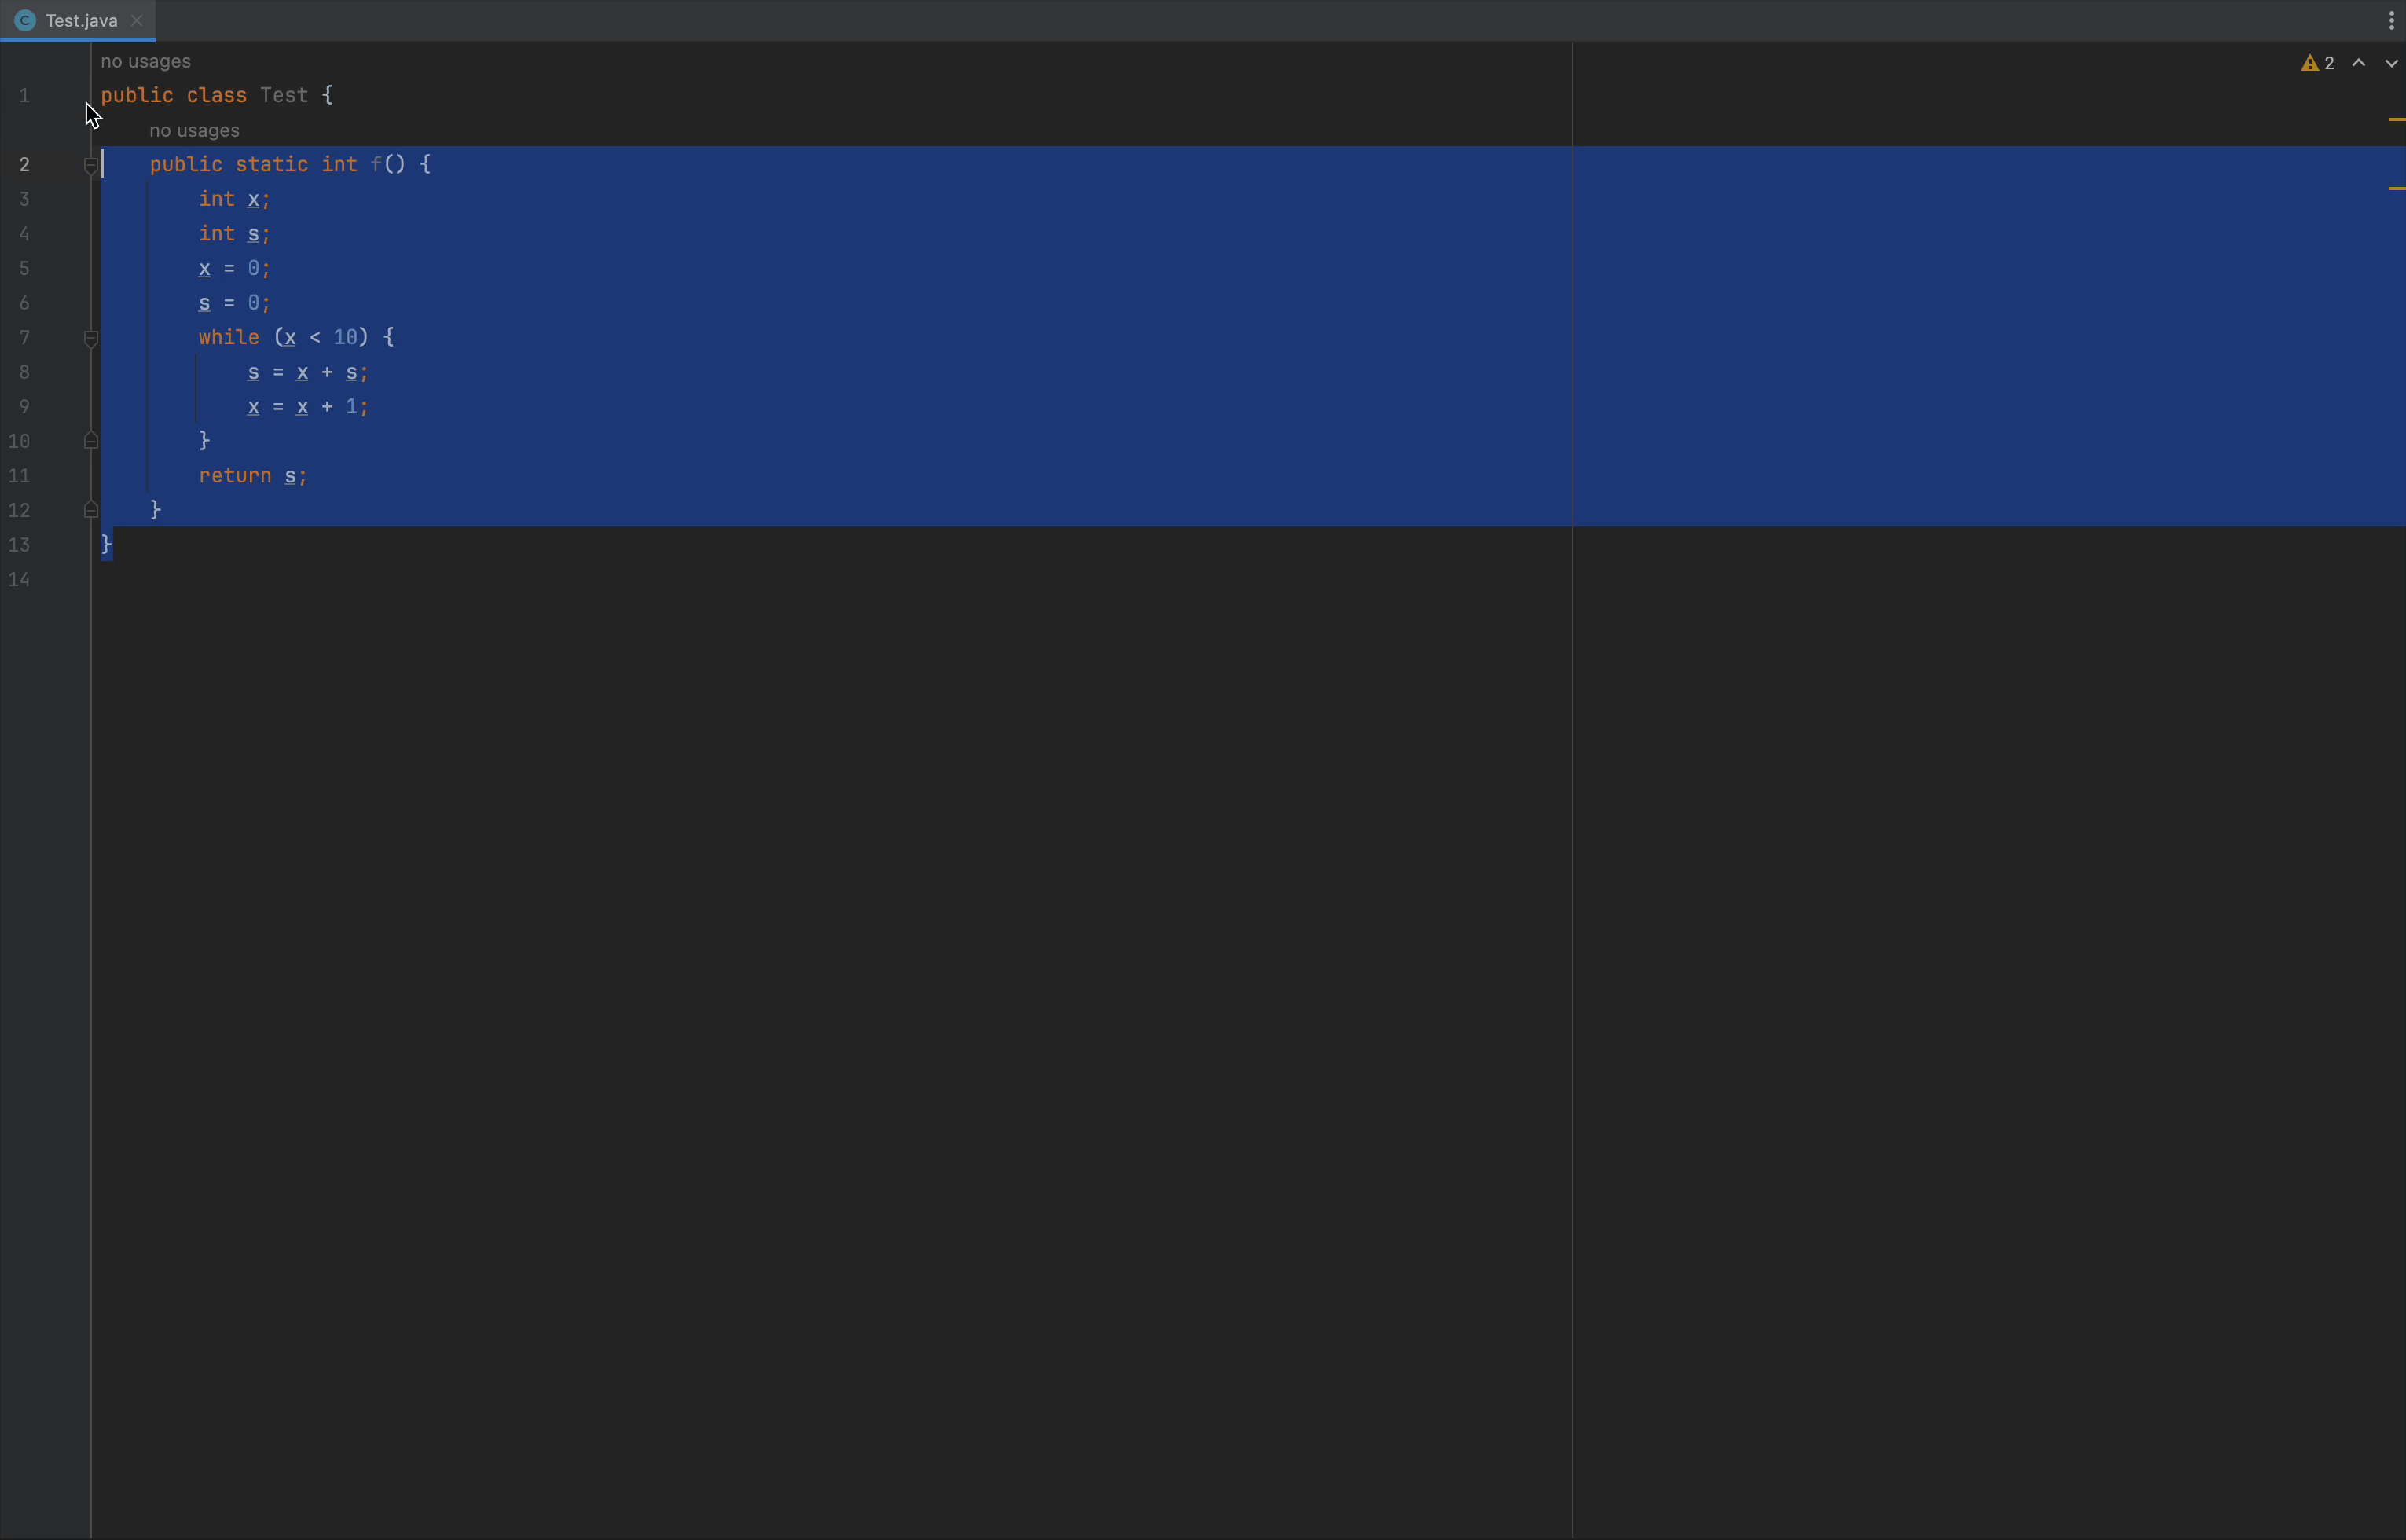 Test.java
no usages
2
1 public class Test {
no usages
2 public static int f() {
3 int x;
4 int s;
5 x = 0;
6 s = 0;
7 while (x < 10) {
8 s = x + s;
9 x = x + 1;
10 }
11 return s;
12 }
13 }
14